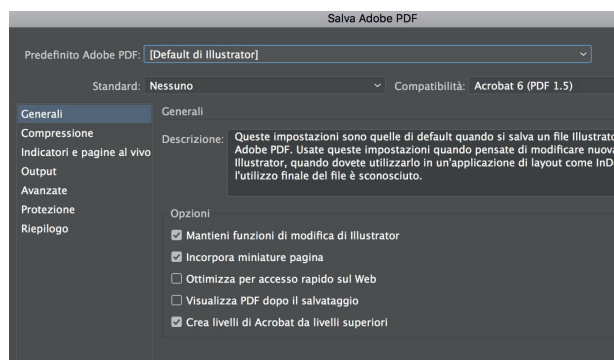 Salva Adobe PDF
Predefinito Adobe PDF: [Default di Illustrator]
Standard: Nessuno Compatibilità: Acrobat 6 (PDF 1.5)
Generali
Compressione
Indicatori e pagine al vivo
Output
Avanzate
Protezione
Riepilogo
Generali
Descrizione: Queste impostazioni sono quelle di default quando si salva un file Illustrato
Adobe PDF. Usate queste impostazioni quando pensate di modificare nuova
Illustrator, quando dovete utilizzarlo in un'applicazione di layout come InD
l'utilizzo finale del file è sconosciuto.
Opzioni
Mantieni funzioni di modifica di Illustrator
Incorpora miniature pagina
Ottimizza per accesso rapido sul Web
Visualizza PDF dopo il salvataggio
Crea livelli di Acrobat da livelli superiori